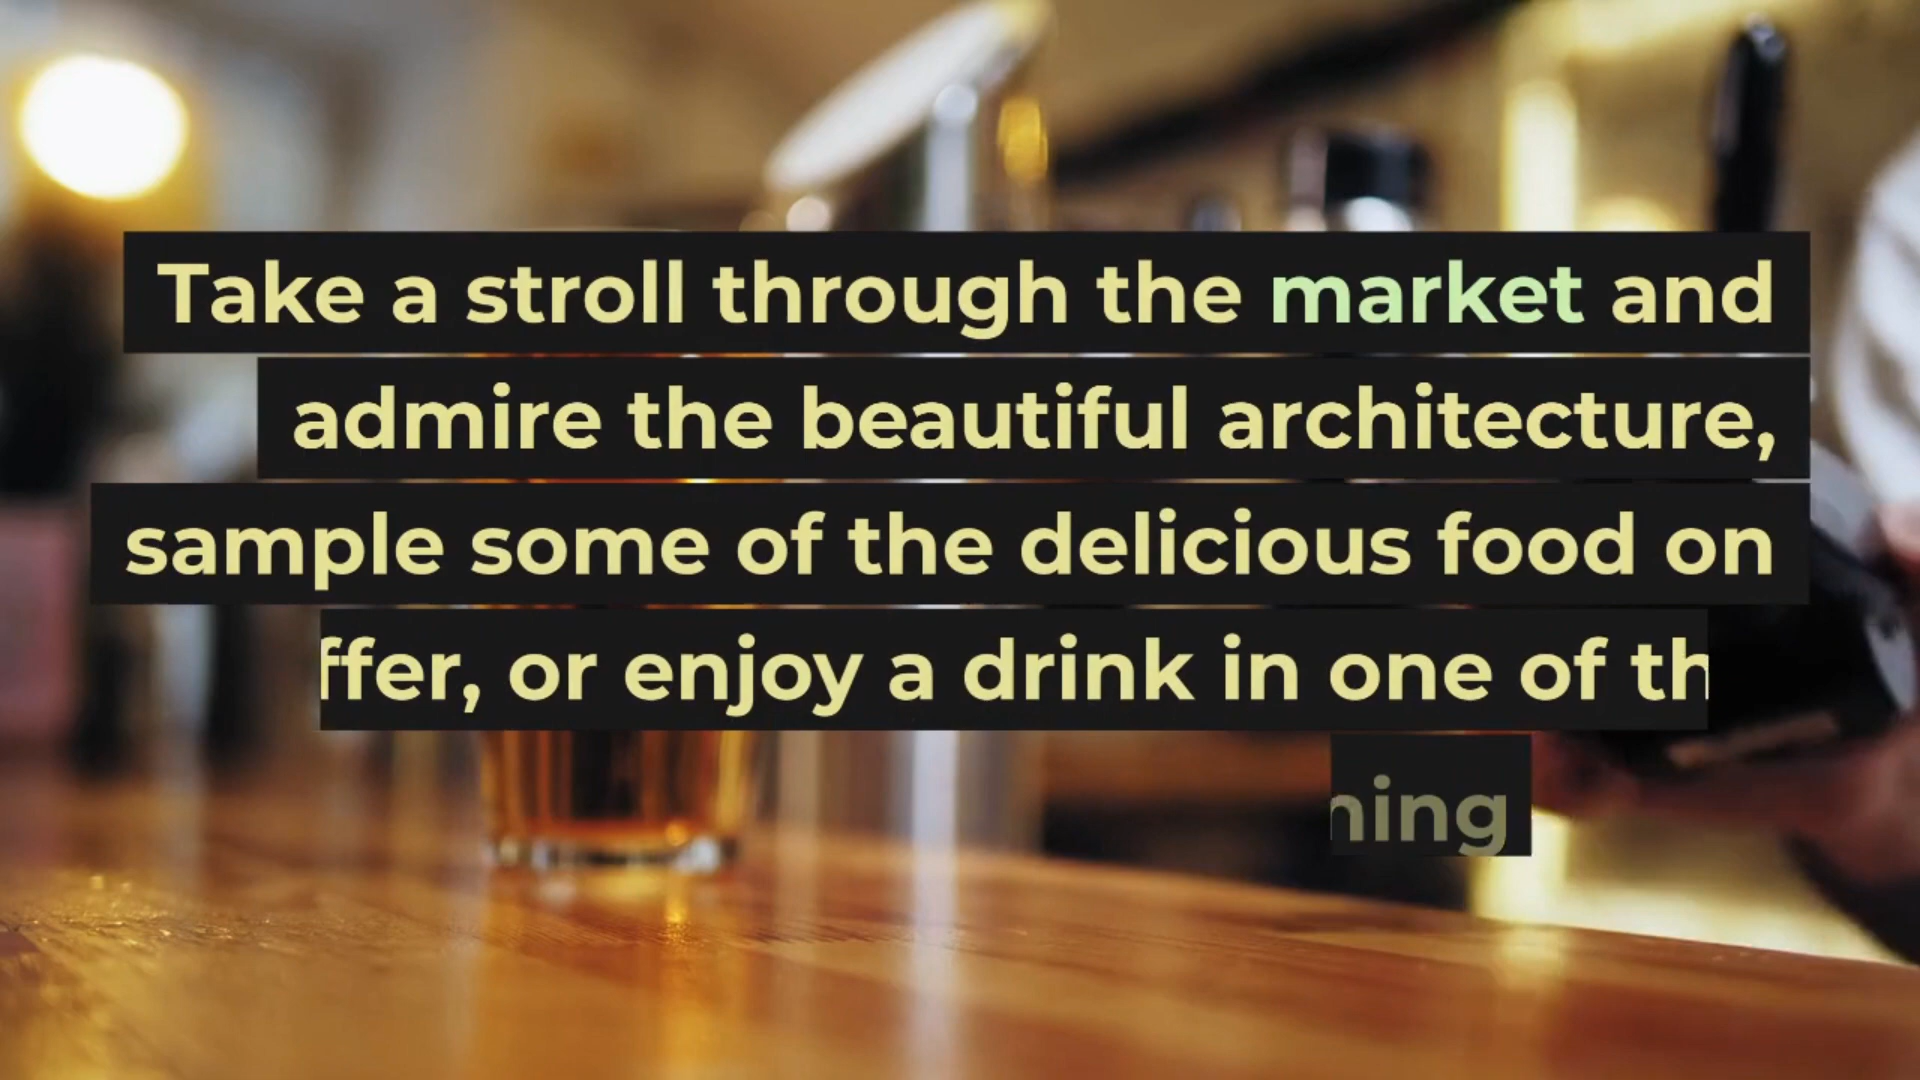 Take a stroll through the market and
admire the beautiful architecture,
sample some of the delicious food on
ffer, or enjoy a drink in one of th
ning